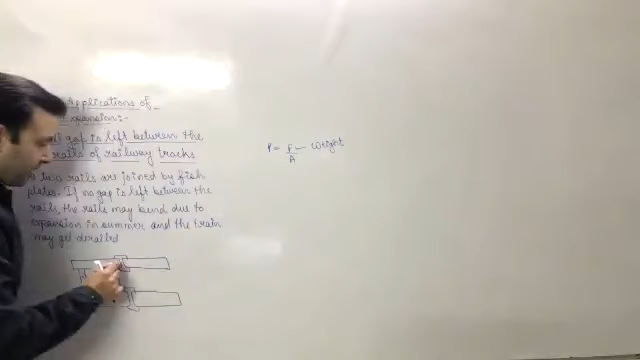 Applications of
Expansion:-
gap is left between the
rails of railway tracks
two rails are joined by fish
plates. If no gap is left between the
rails, the rails may bend due to
expansion in summer and the train
may get derailed
P = F/A — Weight